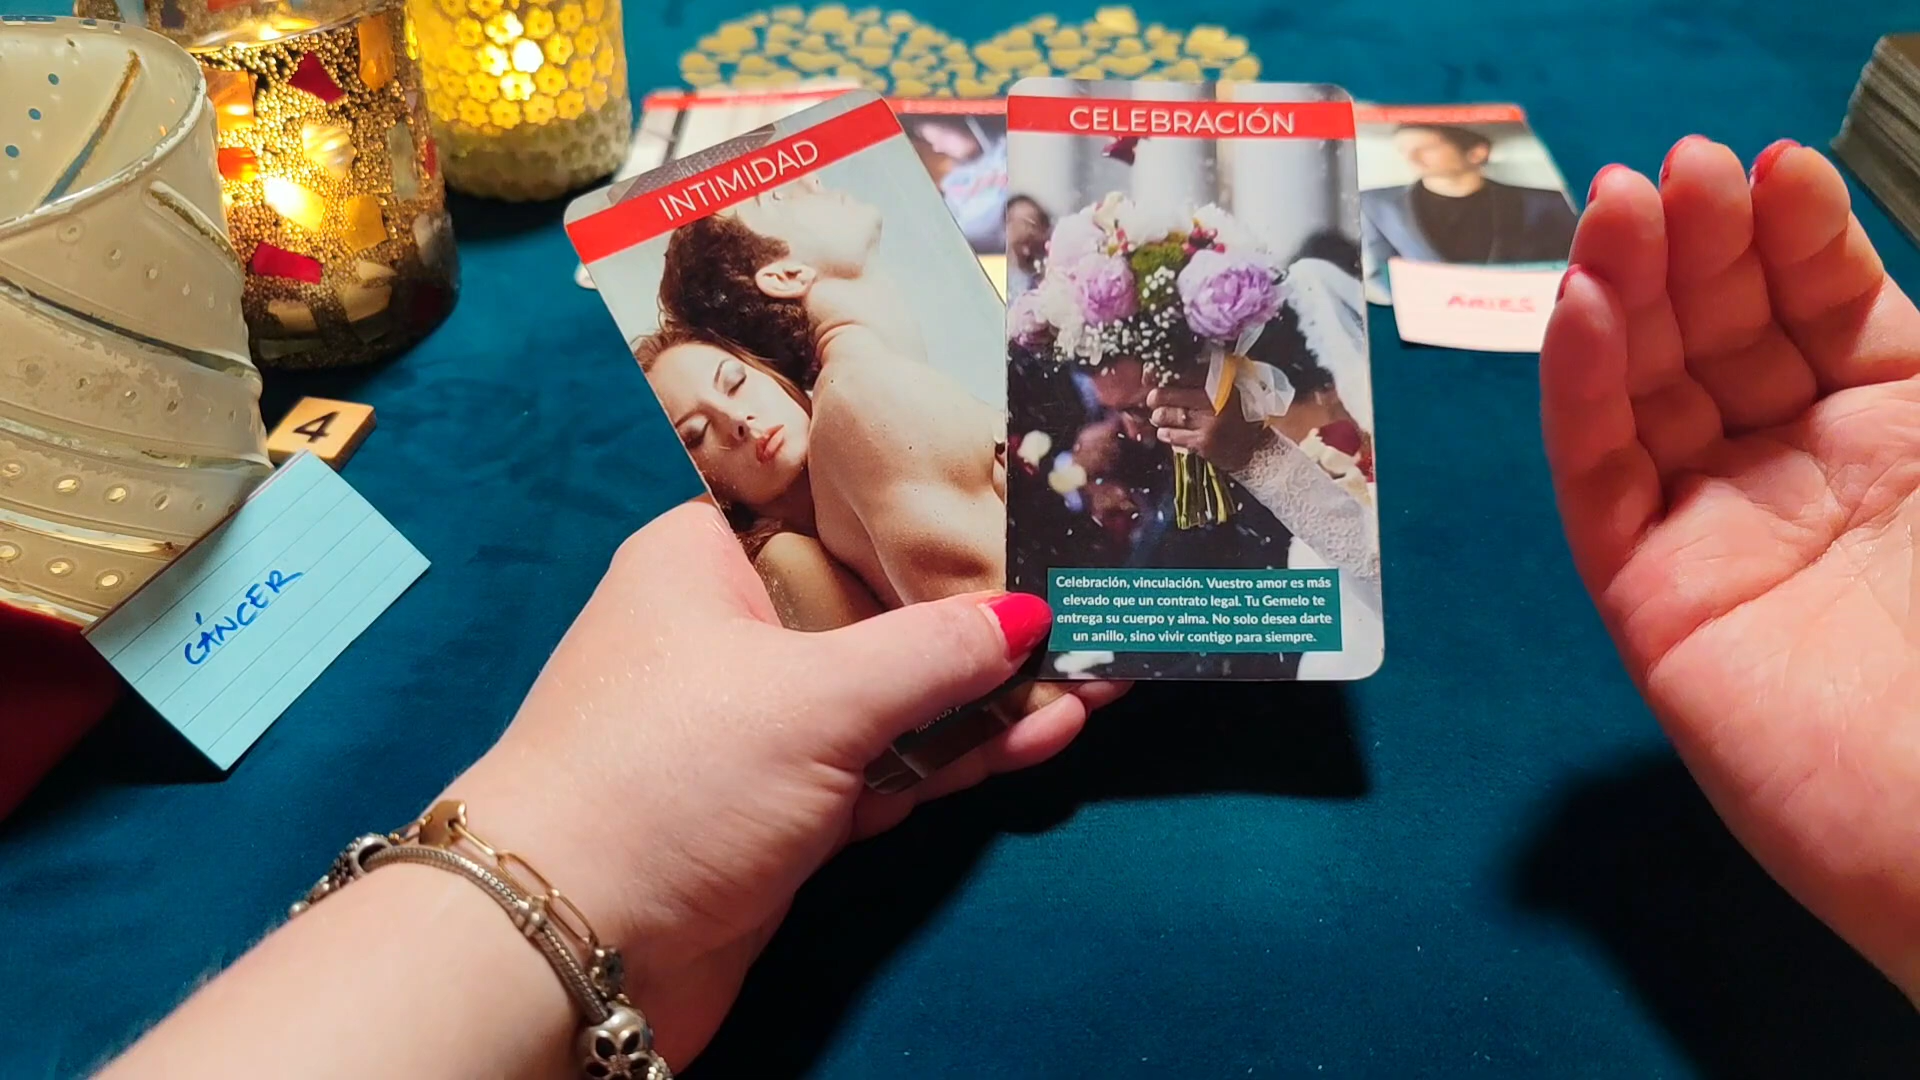 INTIMIDAD
CELEBRACIÓN
ARIES
4
CÁNCER
Celebración, vinculación. Vuestro amor es más
elevado que un contrato legal. Tu Gemelo te
entrega su cuerpo y alma. No solo desea darte
un anillo, sino vivir contigo para siempre.